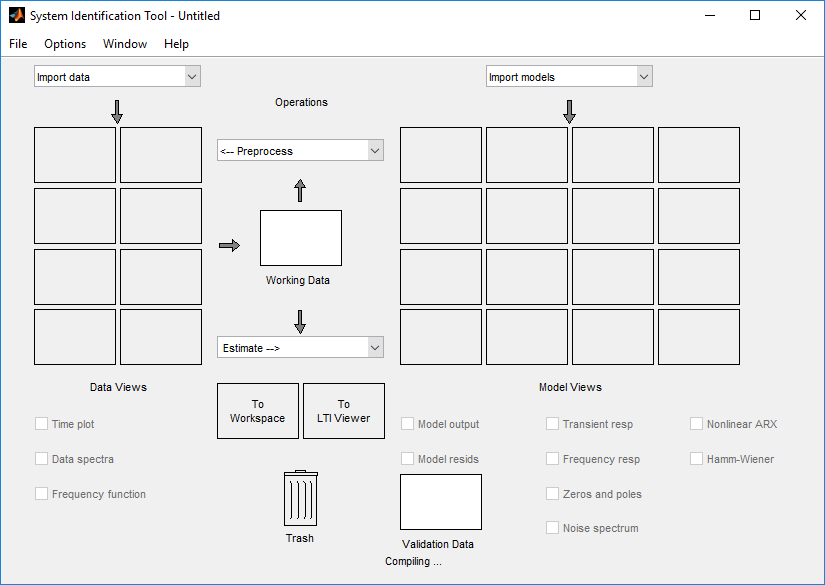 System Identification Tool - Untitled
File Options Window Help
Import data
Import models
Operations
<-- Preprocess
Working Data
Estimate -->
Data Views
Model Views
To
Workspace
To
LTI Viewer
Time plot
Data spectra
Frequency function
Model output
Model resids
Transient resp
Frequency resp
Zeros and poles
Noise spectrum
Nonlinear ARX
Hamm-Wiener
Trash
Validation Data
Compiling ...